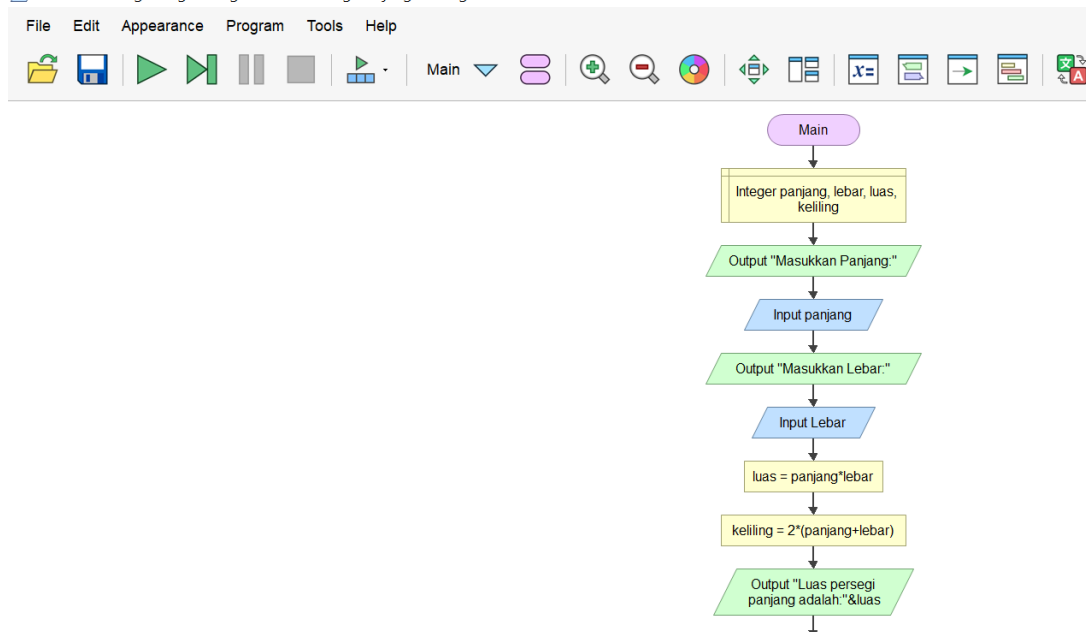 File Edit Appearance Program Tools Help
Main
x=
文
A
Main
Integer panjang, lebar, luas,
keliling
Output "Masukkan Panjang:"
Input panjang
Output "Masukkan Lebar:"
Input Lebar
luas = panjang*lebar
keliling = 2*(panjang+lebar)
Output "Luas persegi
panjang adalah:"&luas